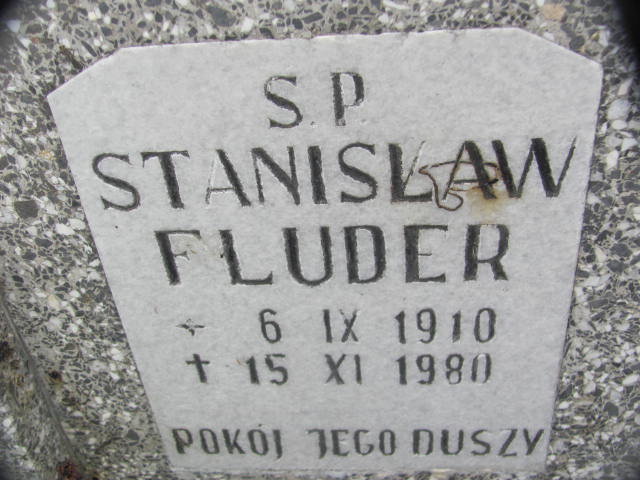 S.P.
STANISŁAW
FLUDER
* 6 IX 1910
✝ 15 XI 1980
POKÓJ JEGO DUSZY